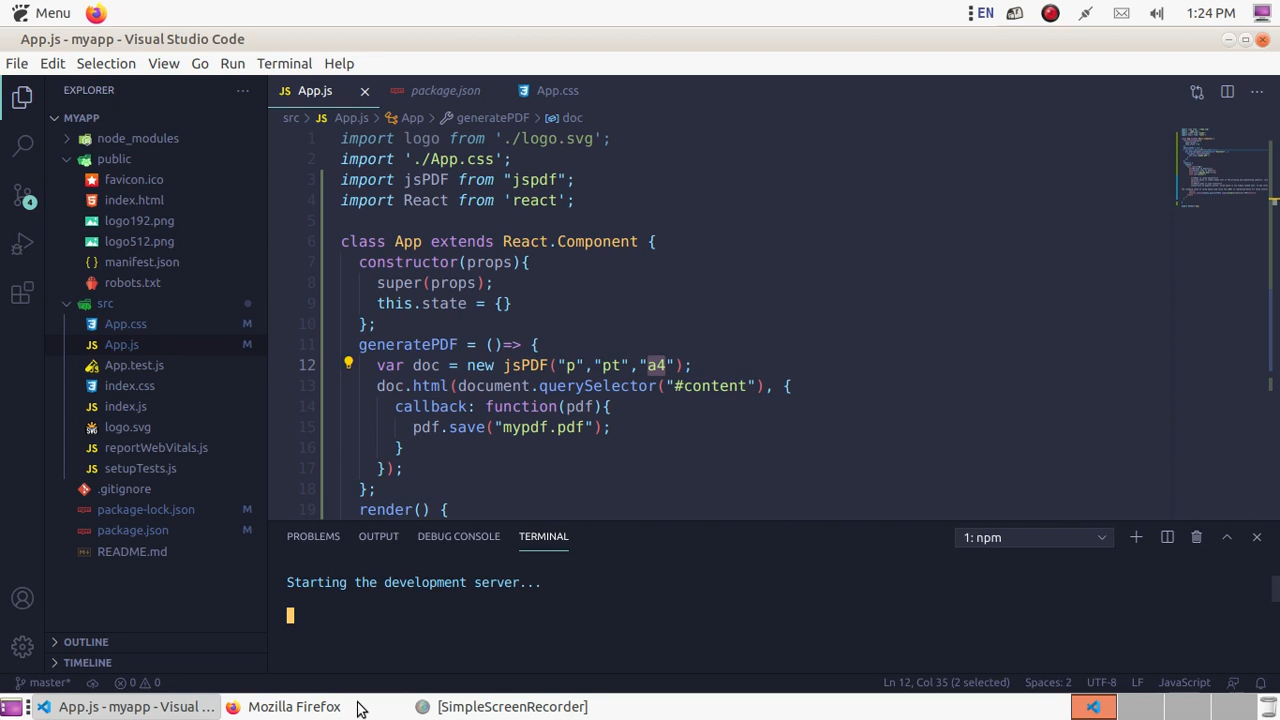 Menu
EN
1:24 PM
App.js - myapp - Visual Studio Code
File Edit Selection View Go Run Terminal Help
EXPLORER
MYAPP
node_modules
public
favicon.ico
index.html
logo192.png
logo512.png
{ } manifest.json
robots.txt
src
App.css M
JS App.js M
App.test.js
index.css
JS index.js
logo.svg
JS reportWebVitals.js
JS setupTests.js
.gitignore
package-lock.json M
package.json M
README.md
OUTLINE
TIMELINE
JS App.js
package.json
App.css
src > JS App.js > App > generatePDF > doc
1 import logo from './logo.svg';
2 import './App.css';
3 import jsPDF from "jspdf";
4 import React from 'react';
5
6 class App extends React.Component {
7 constructor(props){
8 super(props);
9 this.state = {}
10 };
11 generatePDF = ()=> {
12 var doc = new jsPDF("p","pt","a4");
13 doc.html(document.querySelector("#content"), {
14 callback: function(pdf){
15 pdf.save("mypdf.pdf");
16 }
17 });
18 };
19 render() {
PROBLEMS OUTPUT DEBUG CONSOLE TERMINAL
1: npm
Starting the development server...
master* 0 0
Ln 12, Col 35 (2 selected) Spaces: 2 UTF-8 LF JavaScript
App.js - myapp - Visual ...
Mozilla Firefox
[SimpleScreenRecorder]